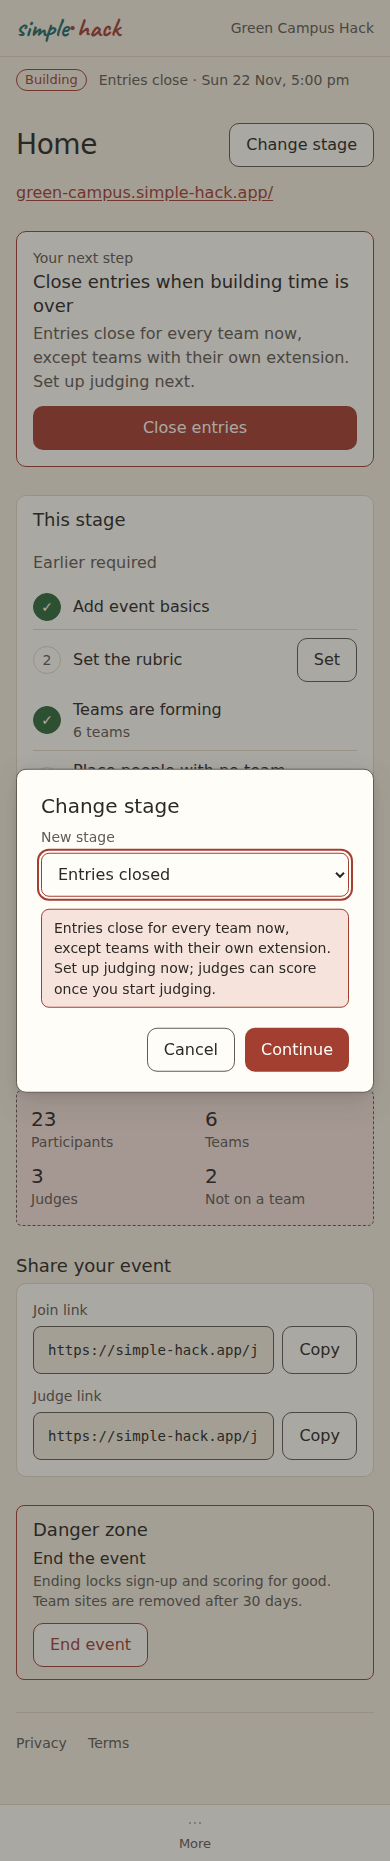 simple hack
Green Campus Hack
Building
Entries close · Sun 22 Nov, 5:00 pm
Home
Change stage
green-campus.simple-hack.app/
Your next step
Close entries when building time is
over
Entries close for every team now,
except teams with their own extension.
Set up judging next.
Close entries
This stage
Earlier required
✓ Add event basics
2 Set the rubric
Set
✓ Teams are forming
6 teams
Place people with no team
Change stage
New stage
Entries closed
Entries close for every team now,
except teams with their own extension.
Set up judging now; judges can score
once you start judging.
Cancel
Continue
23 6
Participants Teams
3 2
Judges Not on a team
Share your event
Join link
https://simple-hack.app/j
Copy
Judge link
https://simple-hack.app/j
Copy
Danger zone
End the event
Ending locks sign-up and scoring for good.
Team sites are removed after 30 days.
End event
Privacy Terms
...
More